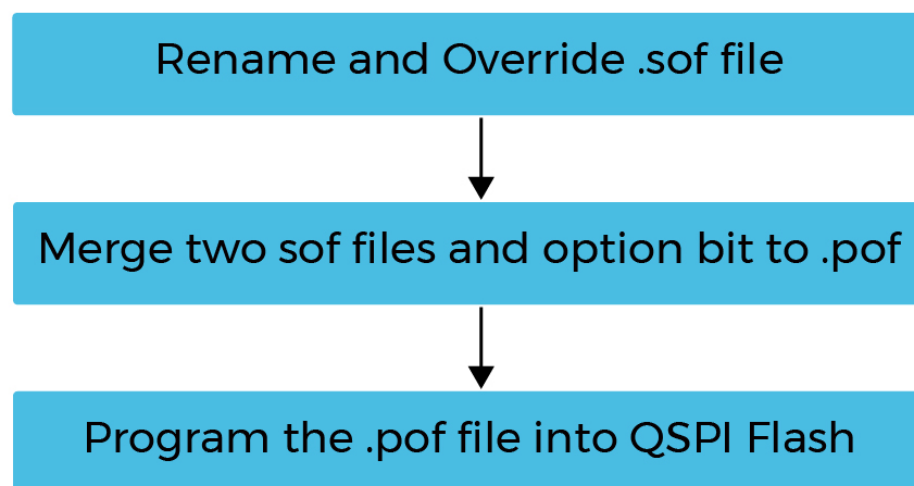 Rename and Override .sof file
Merge two sof files and option bit to .pof
Program the .pof file into QSPI Flash